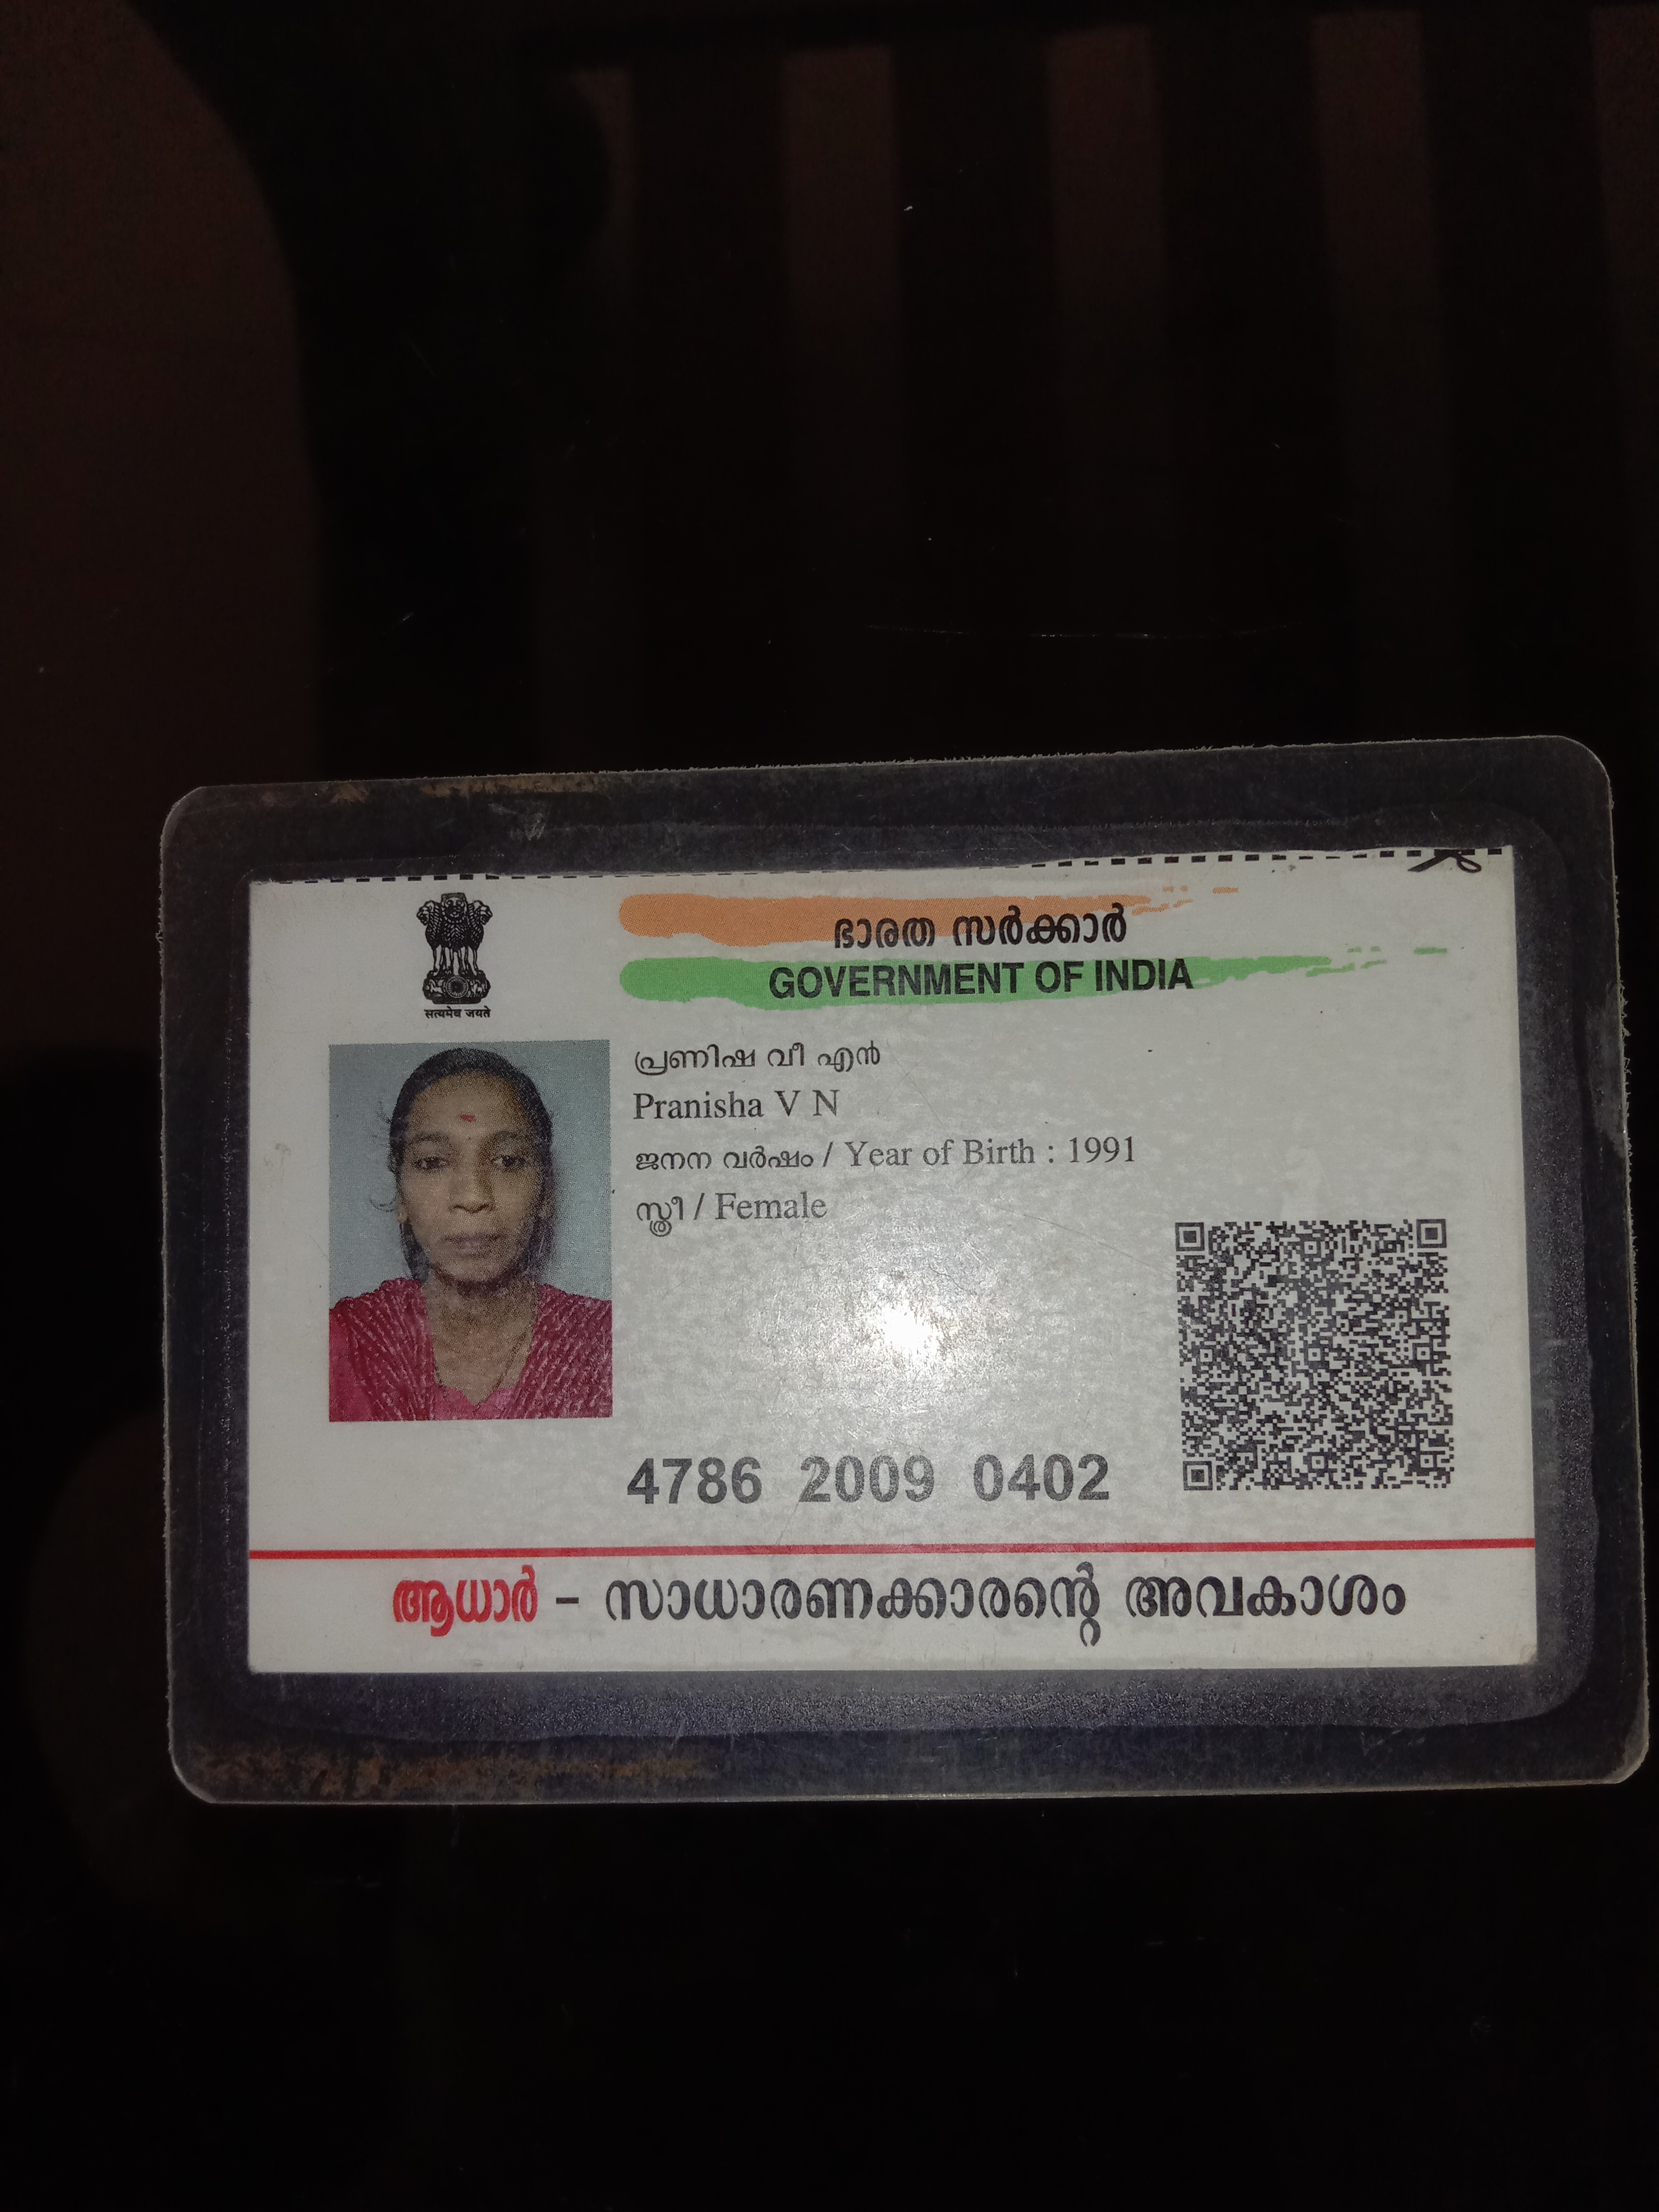 ഭാരത സർക്കാർ
GOVERNMENT OF INDIA
सत्यमेव जयते
പ്രണിഷ വീ എൻ
Pranisha V N
ജനന വർഷം / Year of Birth : 1991
സ്ത്രീ / Female
4786 2009 0402
ആധാർ – സാധാരണക്കാരന്റെ അവകാശം